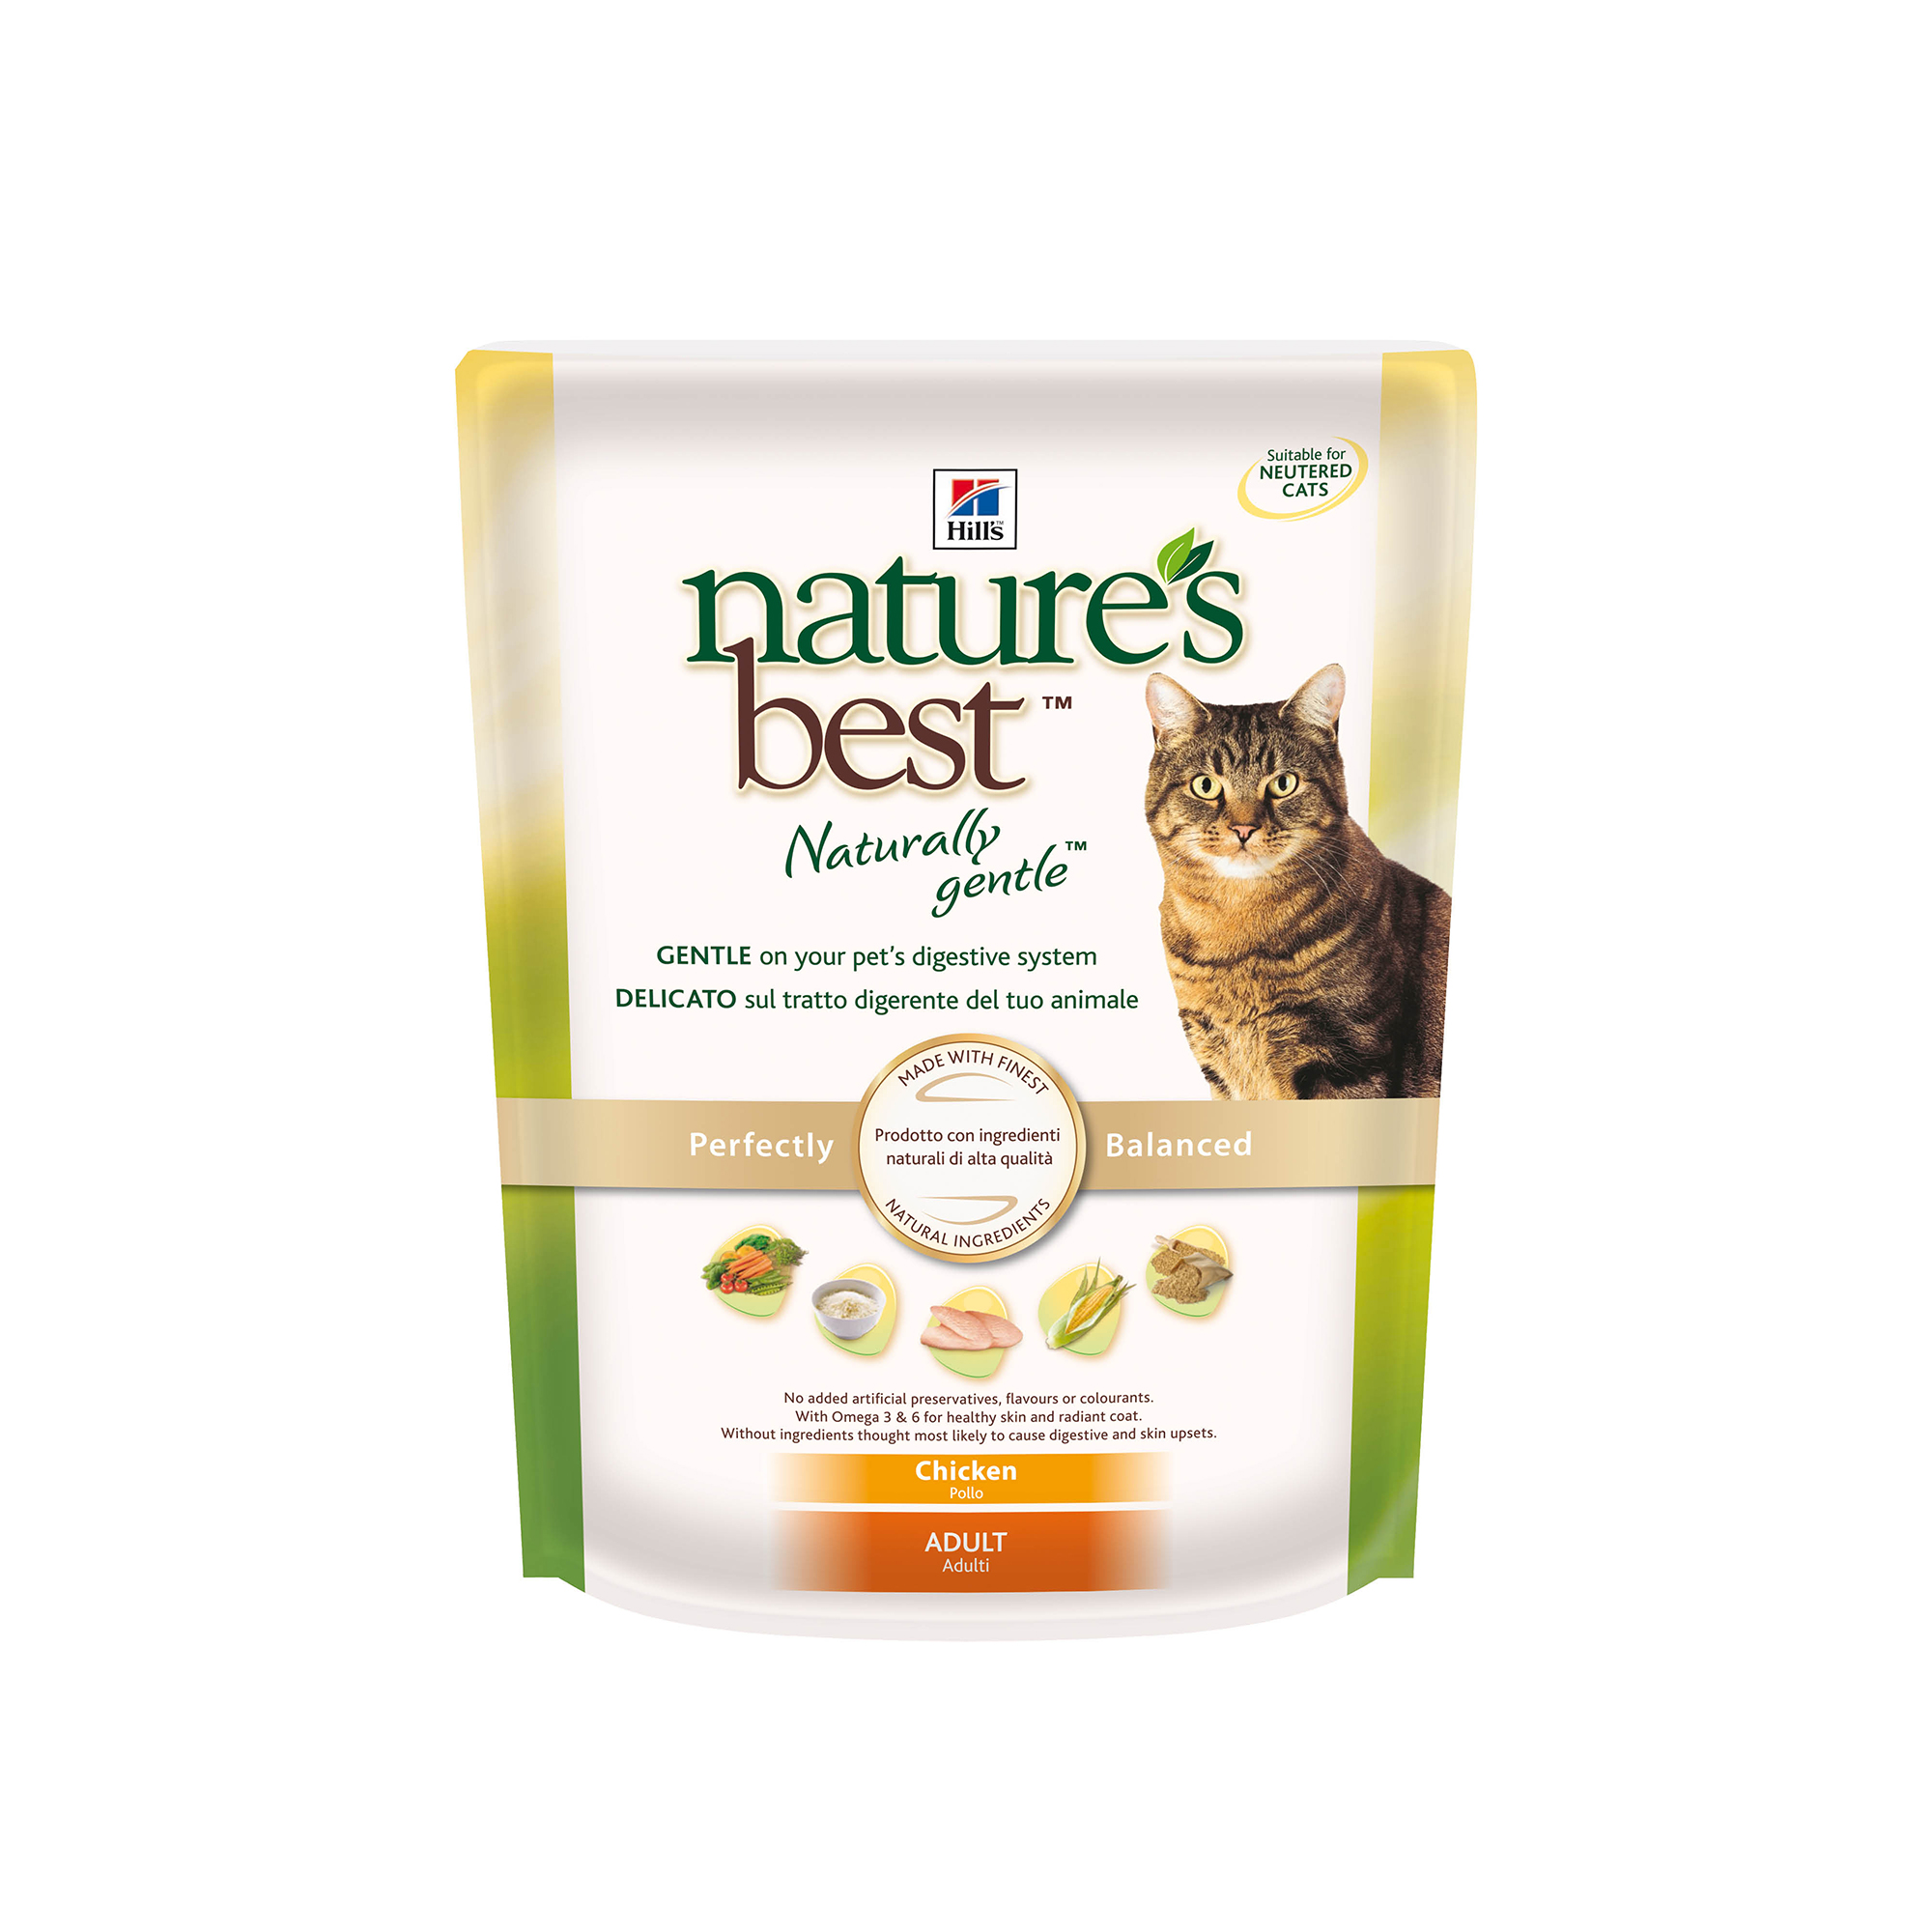 Suitable for
NEUTERED
CATS
Hill's™
nature's
best™
Naturally
gentle™
GENTLE on your pet's digestive system
DELICATO sul tratto digerente del tuo animale
MADE WITH FINEST
Perfectly
Prodotto con ingredienti
naturali di alta qualità
Balanced
NATURAL INGREDIENTS
No added artificial preservatives, flavours or colourants.
With Omega 3 & 6 for healthy skin and radiant coat.
Without ingredients thought most likely to cause digestive and skin upsets.
Chicken
Pollo
ADULT
Adulti